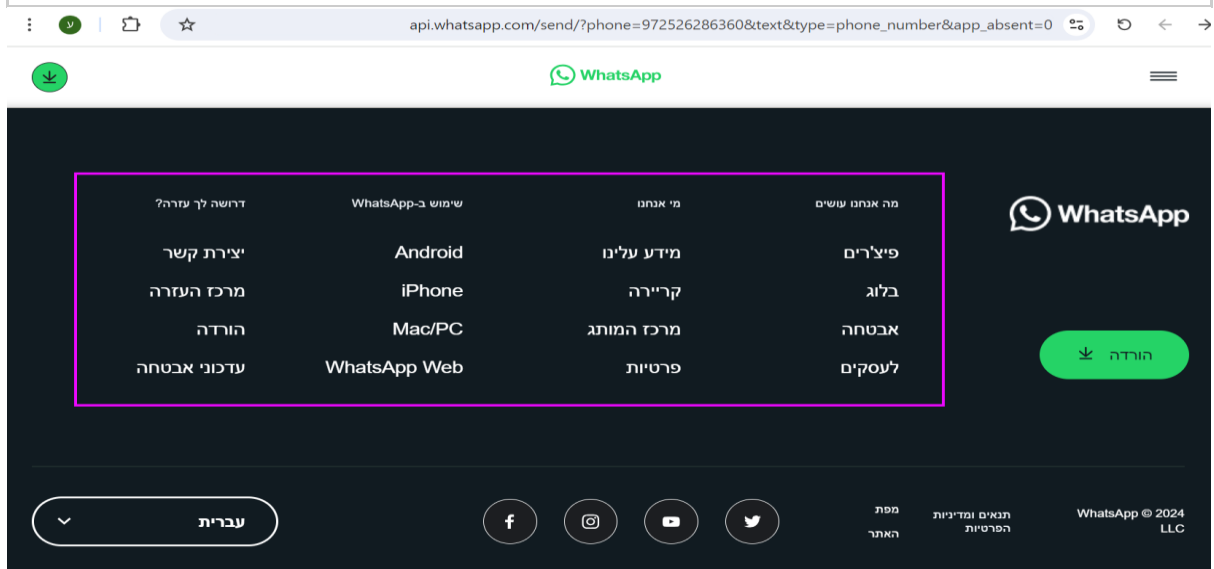 ע
api.whatsapp.com/send/?phone=972526286360&text&type=phone_number&app_absent=0
WhatsApp
WhatsApp
הורדה
מה אנחנו עושים
פיצ'רים
בלוג
אבטחה
לעסקים
מי אנחנו
מידע עלינו
קריירה
מרכז המותג
פרטיות
שימוש ב-WhatsApp
Android
iPhone
Mac/PC
WhatsApp Web
דרושה לך עזרה?
יצירת קשר
מרכז העזרה
הורדה
עדכוני אבטחה
WhatsApp © 2024
LLC
תנאים ומדיניות
הפרטיות
מפת
האתר
עברית